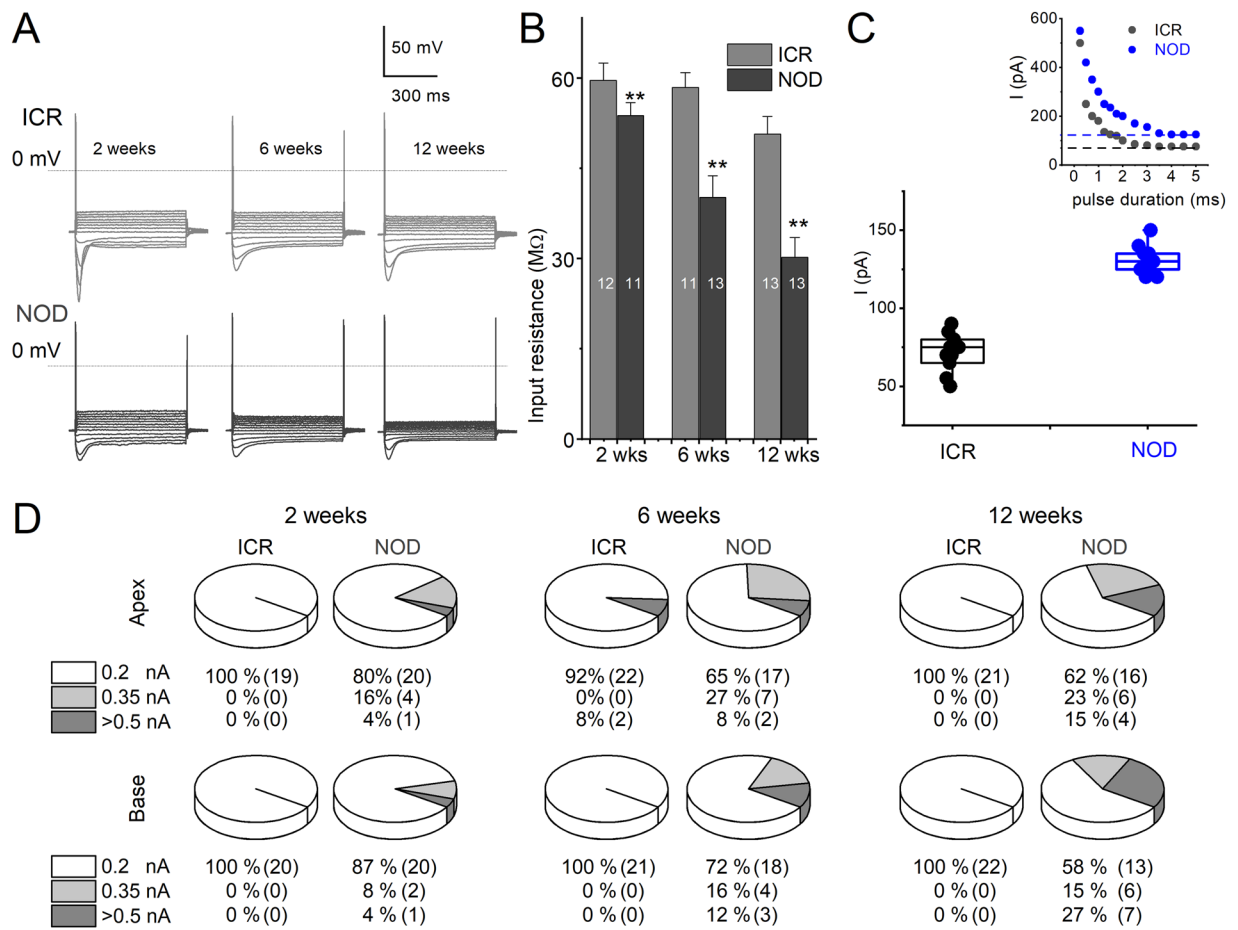 A
50 mV
300 ms
ICR
0 mV
2 weeks
6 weeks
12 weeks
NOD
0 mV
B
ICR
NOD
Input resistance (MΩ)
60
30
0
**
**
**
12
11
11
13
13
13
2 wks
6 wks
12 wks
C
I (pA)
600
400
200
0
ICR
NOD
0 1 2 3 4 5
pulse duration (ms)
I (pA)
150
100
50
ICR
NOD
D
2 weeks
6 weeks
12 weeks
ICR NOD ICR NOD ICR NOD
Apex
0.2 nA 100 % (19) 80% (20) 92% (22) 65 % (17) 100 % (21) 62 % (16)
0.35 nA 0 % (0) 16% (4) 0% (0) 27 % (7) 0 % (0) 23 % (6)
>0.5 nA 0 % (0) 4% (1) 8% (2) 8 % (2) 0 % (0) 15 % (4)
Base
0.2 nA 100 % (20) 87 % (20) 100 % (21) 72 % (18) 100 % (22) 58 % (13)
0.35 nA 0 % (0) 8 % (2) 0 % (0) 16 % (4) 0 % (0) 15 % (6)
>0.5 nA 0 % (0) 4 % (1) 0 % (0) 12 % (3) 0 % (0) 27 % (7)